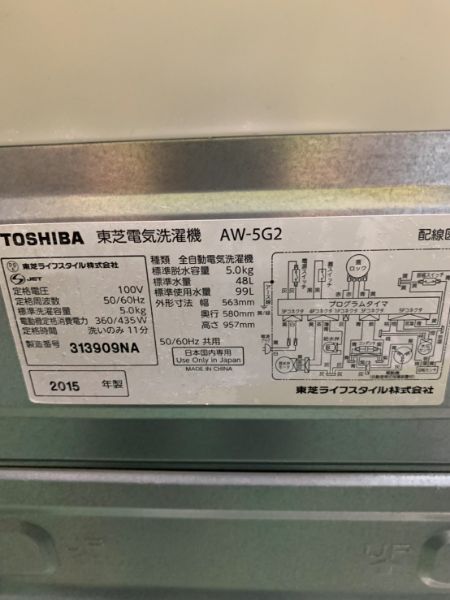 TOSHIBA 東芝電気洗濯機 AW-5G2 配線図
東芝ライフスタイル株式会社
JET
定格電圧 100V
定格周波数 50/60Hz
標準洗濯容量 5.0kg
電動機定格消費電力 360/435W
定格時間 洗いのみ 11分
製造番号 313909NA
2015 年製
種類 全自動電気洗濯機
標準脱水容量 5.0kg
標準水量 48L
標準使用水量 99L
外形寸法 幅 563mm
奥行 580mm
高さ 957mm
50/60Hz 共用
日本国内専用
Use Only in Japan
MADE IN CHINA
ふた
ロック
プログラムタイマ
東芝ライフスタイル株式会社